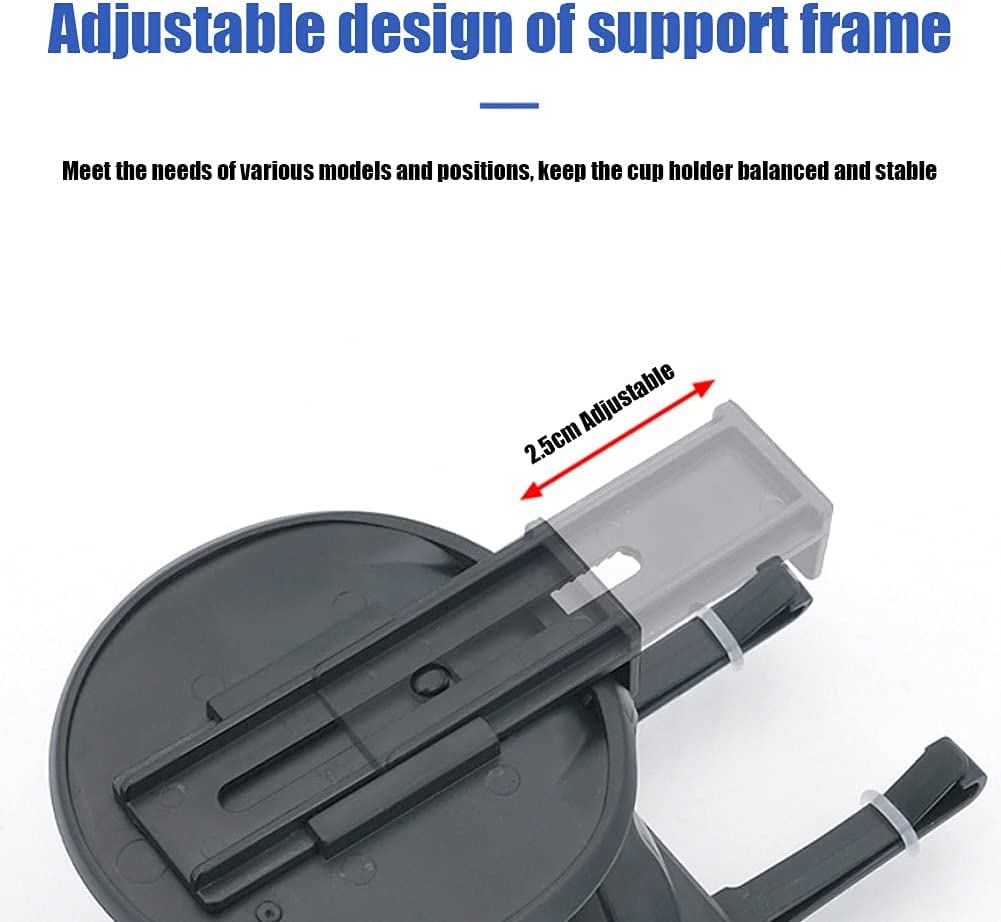 Adjustable design of support frame
Meet the needs of various models and positions, keep the cup holder balanced and stable
2.5cm Adjustable